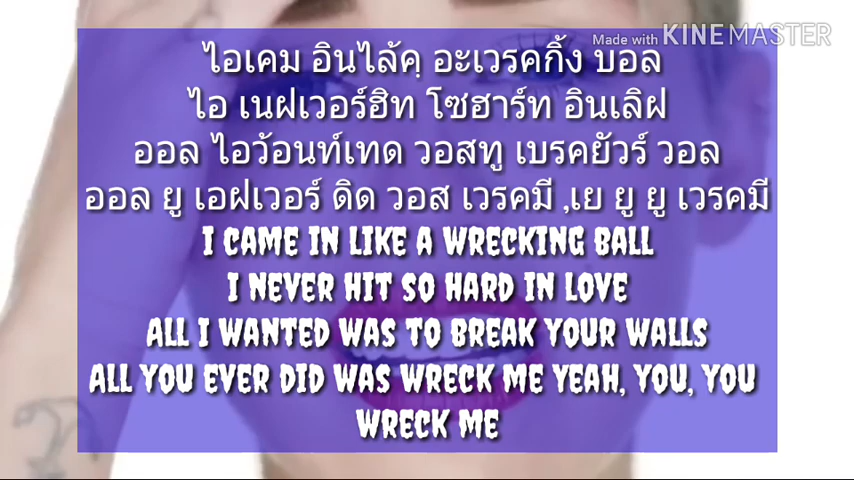 Made with KINEMASTER
ไอเคม อินไล้คฺ อะเวรคกิ้ง บอล
ไอ เนฝเวอร์ฮิท โซฮาร์ท อินเลิฝ
ออล ไอว้อนท์เทด วอสทู เบรคยัวร์ วอล
ออล ยู เอฝเวอร์ ดิด วอส เวรคมี ,เย ยู ยู เวรคมี
I CAME IN LIKE A WRECKING BALL
I NEVER HIT SO HARD IN LOVE
ALL I WANTED WAS TO BREAK YOUR WALLS
ALL YOU EVER DID WAS WRECK ME YEAH, YOU, YOU
WRECK ME